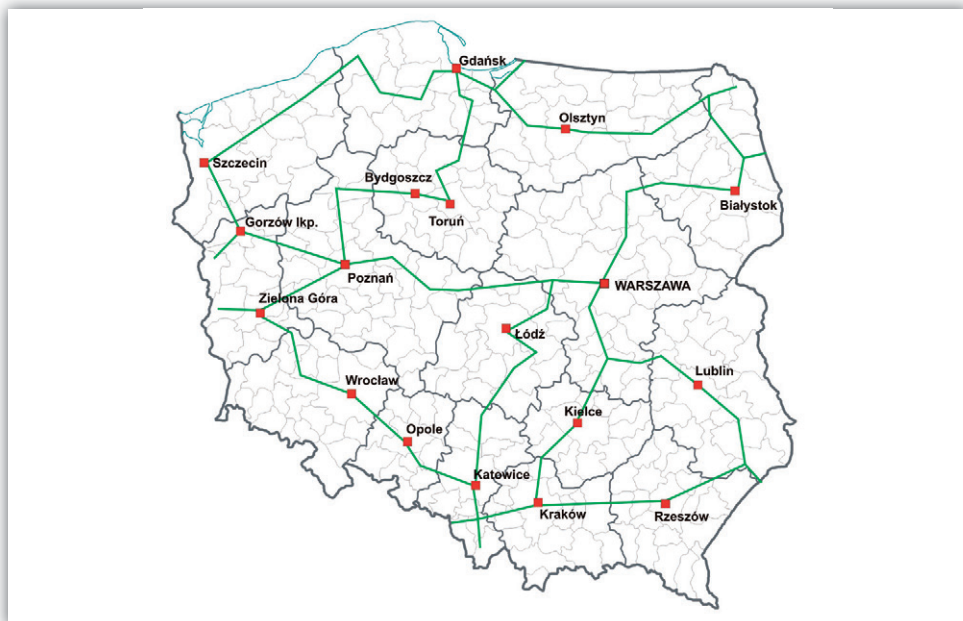 Gdańsk
Olsztyn
Szczecin
Bydgoszcz
Białystok
Toruń
Gorzów lkp.
Poznań
WARSZAWA
Zielona Góra
Łódź
Lublin
Wrocław
Kielce
Opole
Katowice
Kraków
Rzeszów